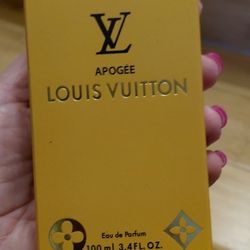 LV
APOGÉE
LOUIS VUITTON
Eau de Parfum
100 ml 3.4 FL. OZ.